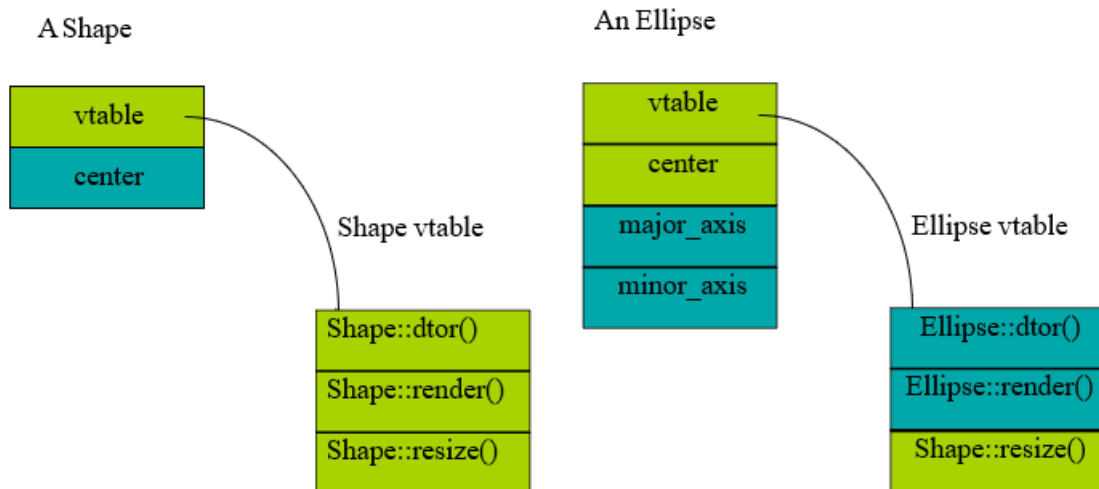 A Shape
vtable
center
Shape vtable
Shape::dtor()
Shape::render()
Shape::resize()
An Ellipse
vtable
center
major_axis
minor_axis
Ellipse vtable
Ellipse::dtor()
Ellipse::render()
Shape::resize()